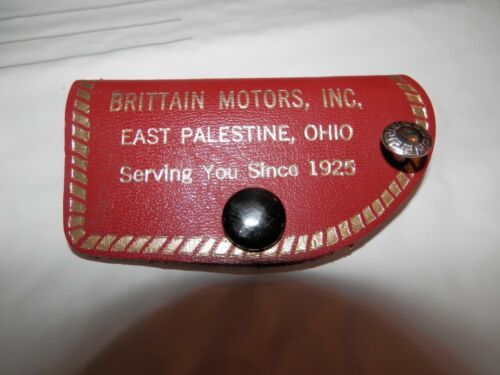 BRITTAIN MOTORS, INC.
EAST PALESTINE, OHIO
Serving You Since 1925